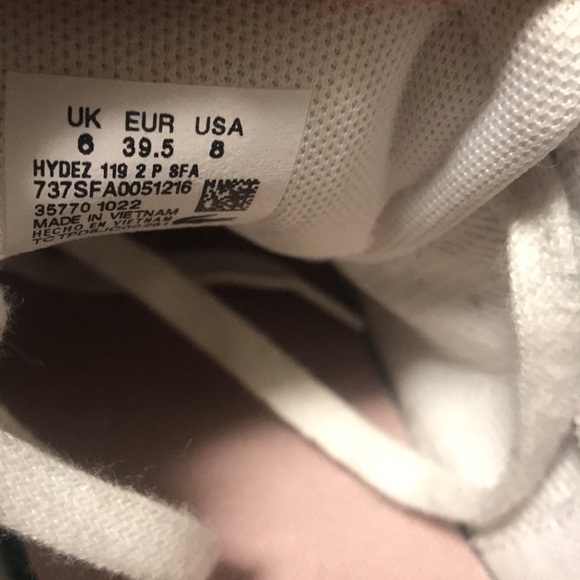 UK EUR USA
6 39.5 8
HYDEZ 119 2 P SFA
737SFA0051216
35770 1022
MADE IN VIETNAM
HECHO EN VIETNAM